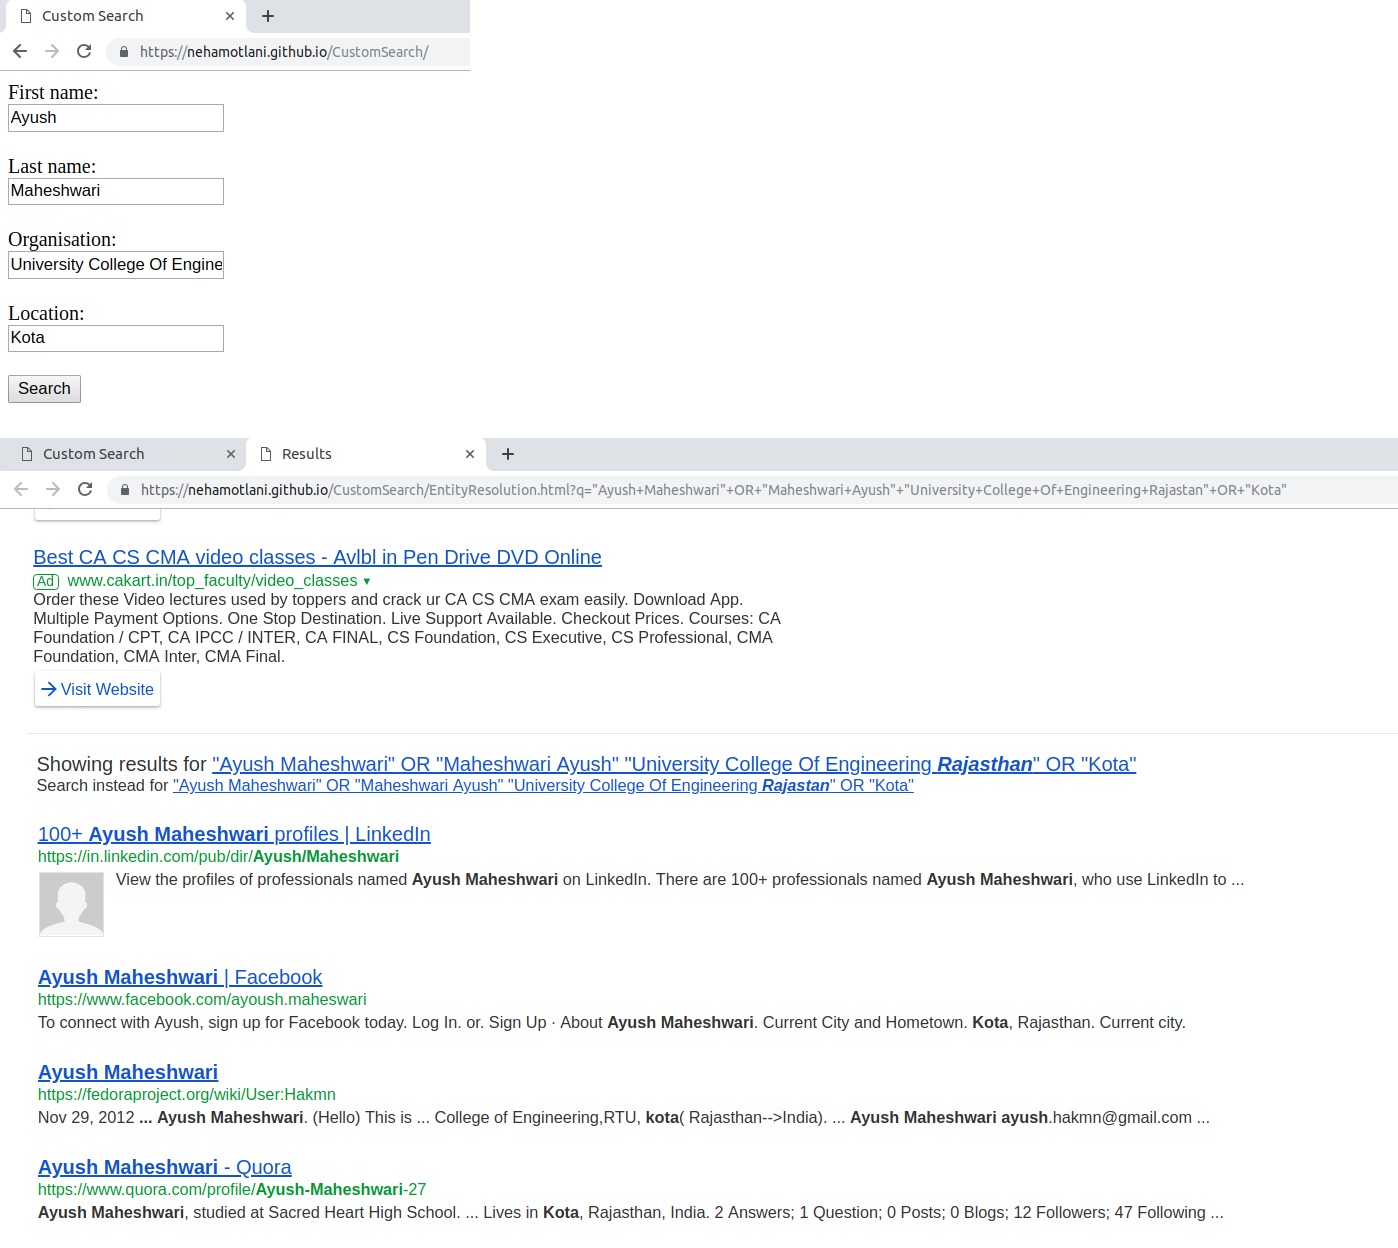 Custom Search
https://nehamotlani.github.io/CustomSearch/
First name:
Ayush
Last name:
Maheshwari
Organisation:
University College Of Engine
Location:
Kota
Search
Custom Search
Results
https://nehamotlani.github.io/CustomSearch/EntityResolution.html?q="Ayush+Maheshwari"+OR+"Maheshwari+Ayush"+"University+College+Of+Engineering+Rajastan"+OR+"Kota"
Best CA CS CMA video classes - Avlbl in Pen Drive DVD Online
Ad www.cakart.in/top_faculty/video_classes ▼
Order these Video lectures used by toppers and crack ur CA CS CMA exam easily. Download App.
Multiple Payment Options. One Stop Destination. Live Support Available. Checkout Prices. Courses: CA
Foundation / CPT, CA IPCC / INTER, CA FINAL, CS Foundation, CS Executive, CS Professional, CMA
Foundation, CMA Inter, CMA Final.
Visit Website
Showing results for "Ayush Maheshwari" OR "Maheshwari Ayush" "University College Of Engineering Rajasthan" OR "Kota"
Search instead for "Ayush Maheshwari" OR "Maheshwari Ayush" "University College Of Engineering Rajastan" OR "Kota"
100+ Ayush Maheshwari profiles | LinkedIn
https://in.linkedin.com/pub/dir/Ayush/Maheshwari
View the profiles of professionals named Ayush Maheshwari on LinkedIn. There are 100+ professionals named Ayush Maheshwari, who use LinkedIn to ...
Ayush Maheshwari | Facebook
https://www.facebook.com/ayoush.maheswari
To connect with Ayush, sign up for Facebook today. Log In. or. Sign Up · About Ayush Maheshwari. Current City and Hometown. Kota, Rajasthan. Current city.
Ayush Maheshwari
https://fedoraproject.org/wiki/User:Hakmn
Nov 29, 2012 ... Ayush Maheshwari. (Hello) This is ... College of Engineering,RTU, kota( Rajasthan-->India). ... Ayush Maheshwari ayush.hakmn@gmail.com ...
Ayush Maheshwari - Quora
https://www.quora.com/profile/Ayush-Maheshwari-27
Ayush Maheshwari, studied at Sacred Heart High School. ... Lives in Kota, Rajasthan, India. 2 Answers; 1 Question; 0 Posts; 0 Blogs; 12 Followers; 47 Following ...